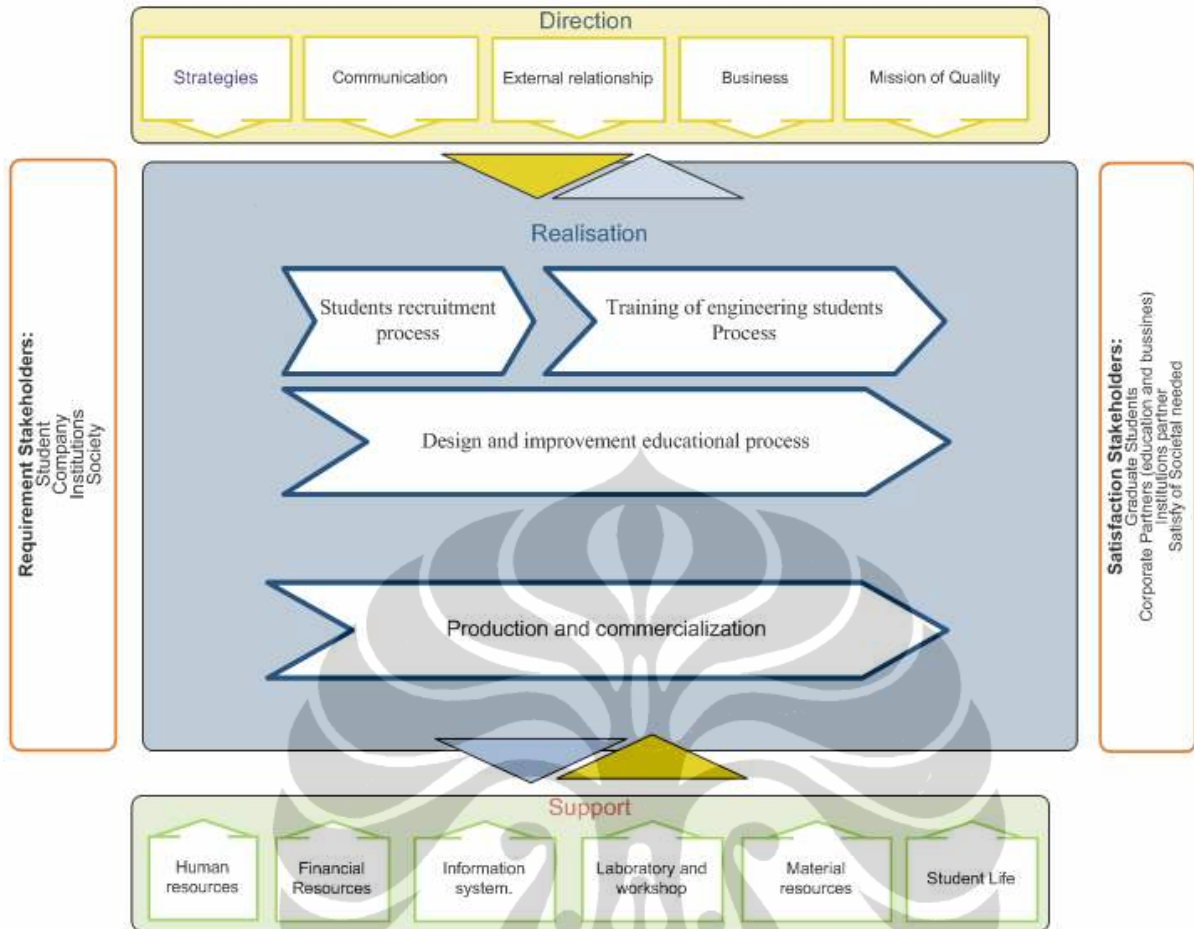 Direction
Strategies
Communication
External relationship
Business
Mission of Quality
Requirement Stakeholders:
Student
Company
Institutions
Society
Realisation
Students recruitment
process
Training of engineering students
Process
Design and improvement educational process
Production and commercialization
Satisfaction Stakeholders:
Graduate Students
Corporate Partners (education and bussines)
Institutions partner
Satisfy of Societal needed
Support
Human
resources
Financial
Resources
Information
system.
Laboratory and
workshop
Material
resources
Student Life